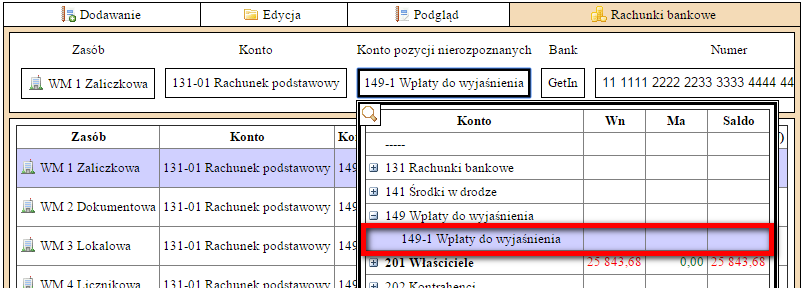 Dodawanie Edycja Podgląd Rachunki bankowe
Zasób Konto Konto pozycji nierozpoznanych Bank Numer
WM 1 Zaliczkowa 131-01 Rachunek podstawowy 149-1 Wpłaty do wyjaśnienia GetIn 11 1111 2222 2233 3333 4444 44
Zasób Konto Ko Konto Wn Ma Saldo )
-----
WM 1 Zaliczkowa 131-01 Rachunek podstawowy 149 131 Rachunki bankowe
141 Środki w drodze
WM 2 Dokumentowa 131-01 Rachunek podstawowy 149 149 Wpłaty do wyjaśnienia
WM 3 Lokalowa 131-01 Rachunek podstawowy 149 149-1 Wpłaty do wyjaśnienia
201 Właściciele 25 843,68 0,00 25 843,68
WM 4 Licznikowa 131-01 Rachunek podstawowy 149 202 Kontrahenci